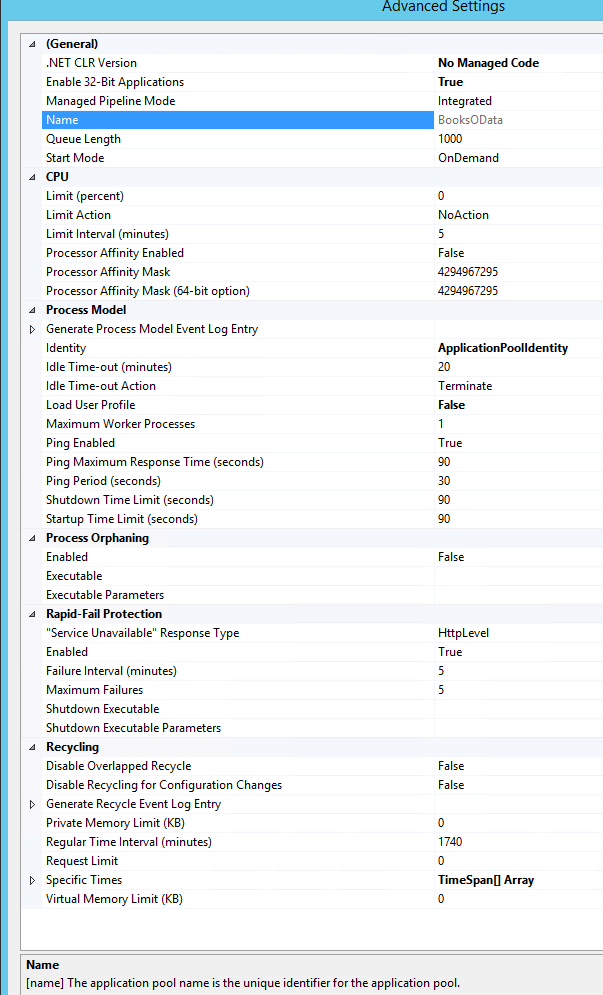 Advanced Settings
(General)
.NET CLR Version No Managed Code
Enable 32-Bit Applications True
Managed Pipeline Mode Integrated
Name BooksOData
Queue Length 1000
Start Mode OnDemand
CPU
Limit (percent) 0
Limit Action NoAction
Limit Interval (minutes) 5
Processor Affinity Enabled False
Processor Affinity Mask 4294967295
Processor Affinity Mask (64-bit option) 4294967295
Process Model
Generate Process Model Event Log Entry
Identity ApplicationPoolIdentity
Idle Time-out (minutes) 20
Idle Time-out Action Terminate
Load User Profile False
Maximum Worker Processes 1
Ping Enabled True
Ping Maximum Response Time (seconds) 90
Ping Period (seconds) 30
Shutdown Time Limit (seconds) 90
Startup Time Limit (seconds) 90
Process Orphaning
Enabled False
Executable
Executable Parameters
Rapid-Fail Protection
"Service Unavailable" Response Type HttpLevel
Enabled True
Failure Interval (minutes) 5
Maximum Failures 5
Shutdown Executable
Shutdown Executable Parameters
Recycling
Disable Overlapped Recycle False
Disable Recycling for Configuration Changes False
Generate Recycle Event Log Entry
Private Memory Limit (KB) 0
Regular Time Interval (minutes) 1740
Request Limit 0
Specific Times TimeSpan[] Array
Virtual Memory Limit (KB) 0
Name
[name] The application pool name is the unique identifier for the application pool.